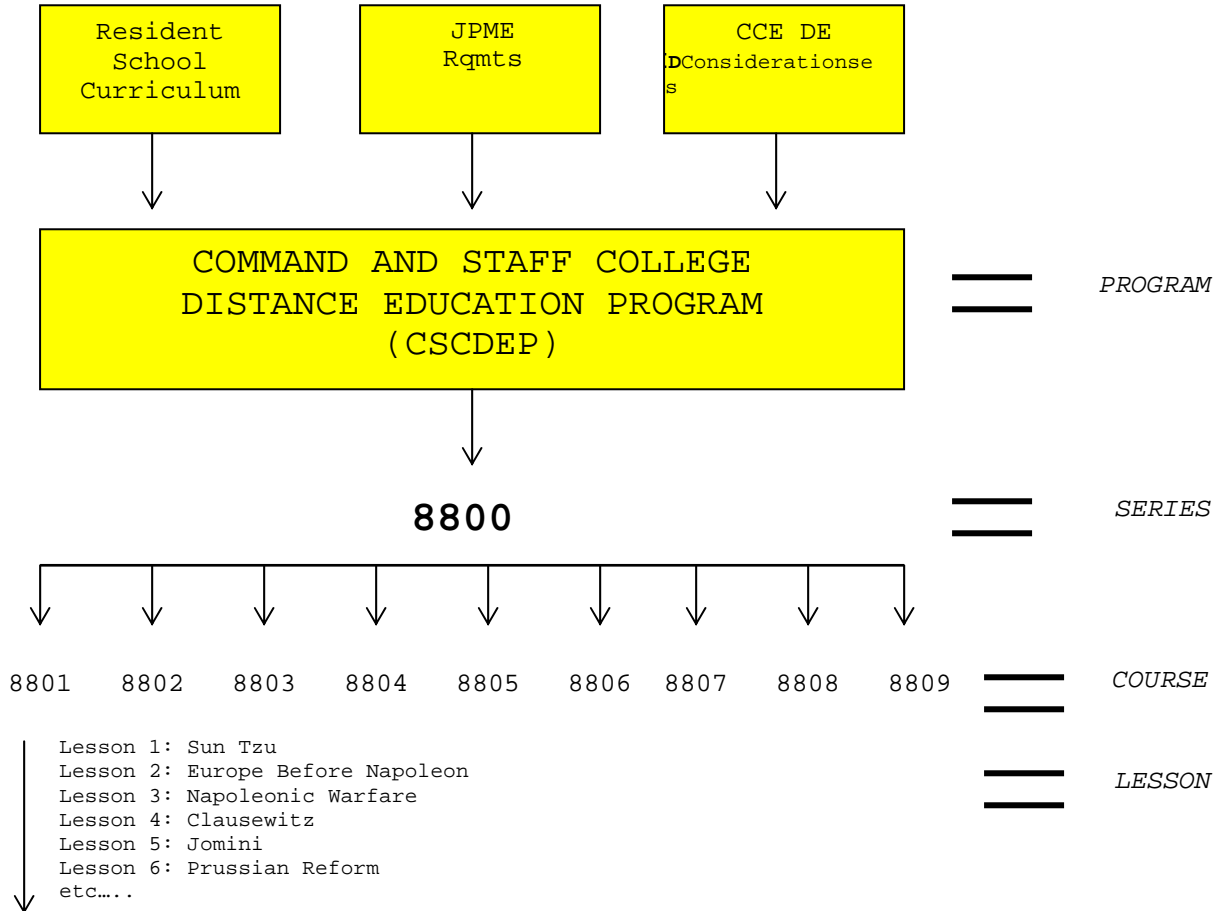 Resident
School
Curriculum
JPME
Rqmts
CCE DE
DConsideratione
s
COMMAND AND STAFF COLLEGE
DISTANCE EDUCATION PROGRAM
(CSCDEP)
PROGRAM
8800
SERIES
8801 8802 8803 8804 8805 8806 8807 8808 8809
COURSE
Lesson 1: Sun Tzu
Lesson 2: Europe Before Napoleon
Lesson 3: Napoleonic Warfare
Lesson 4: Clausewitz
Lesson 5: Jomini
Lesson 6: Prussian Reform
etc.….
LESSON